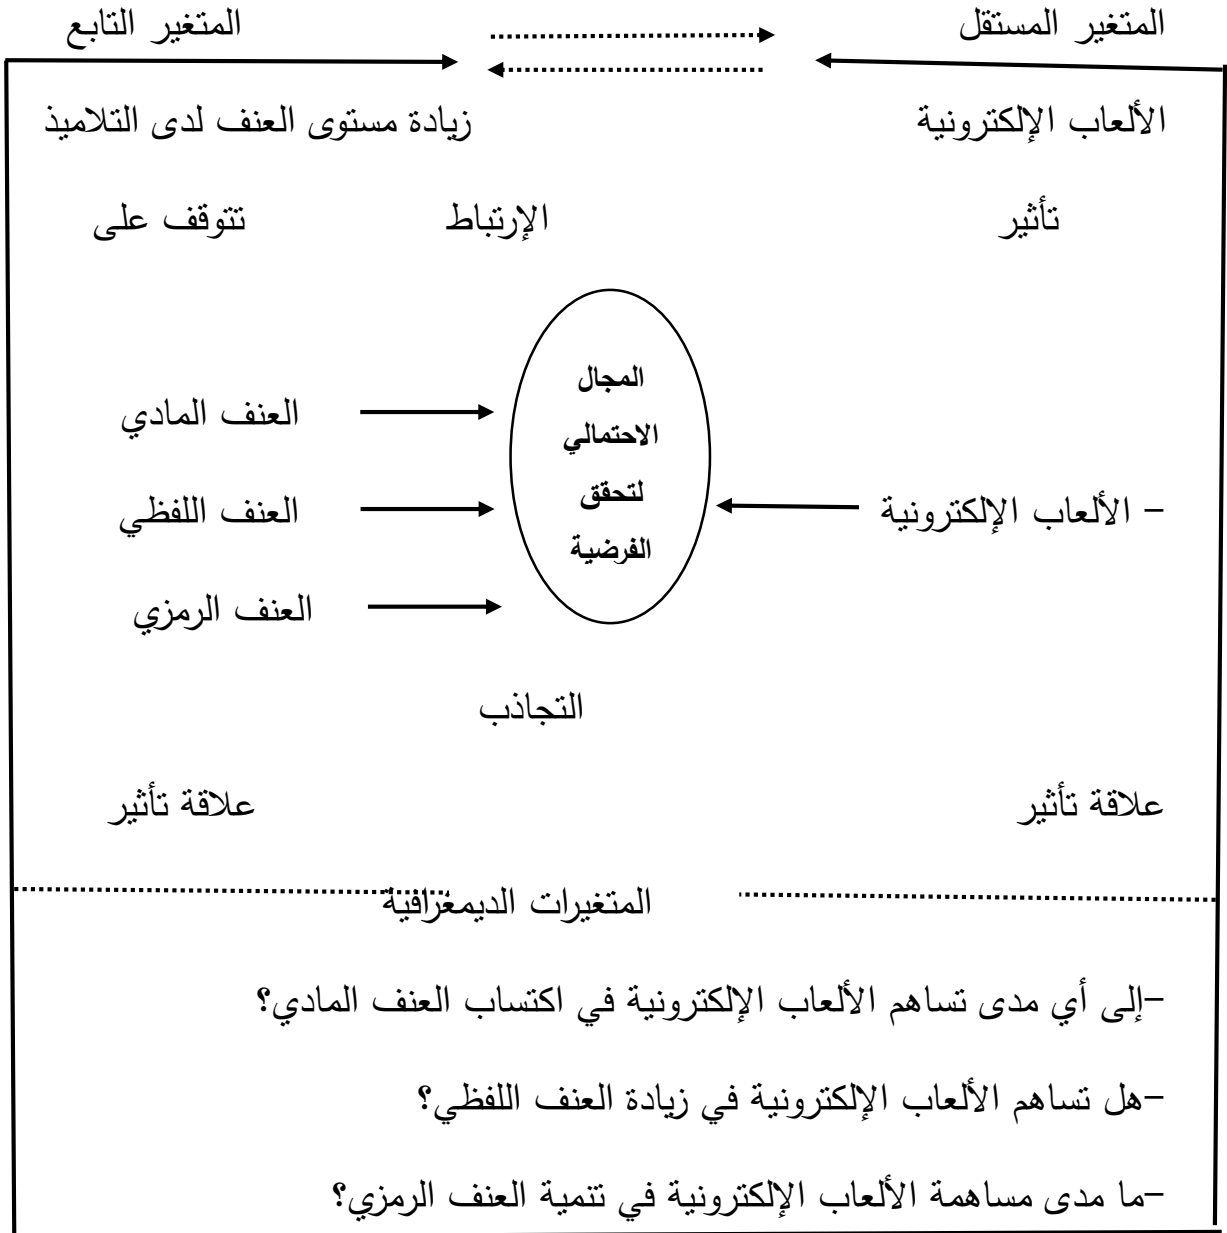 المتغير المستقل المتغير التابع
الألعاب الإلكترونية زيادة مستوى العنف لدى التلاميذ
تأثير الإرتباط تتوقف على
المجال
الاحتمالي
لتحقق
الفرضية
العنف المادي
– الألعاب الإلكترونية العنف اللفظي
العنف الرمزي
التجاذب
علاقة تأثير علاقة تأثير
المتغيرات الديمغرافية
–إلى أي مدى تساهم الألعاب الإلكترونية في اكتساب العنف المادي؟
–هل تساهم الألعاب الإلكترونية في زيادة العنف اللفظي؟
–ما مدى مساهمة الألعاب الإلكترونية في تنمية العنف الرمزي؟